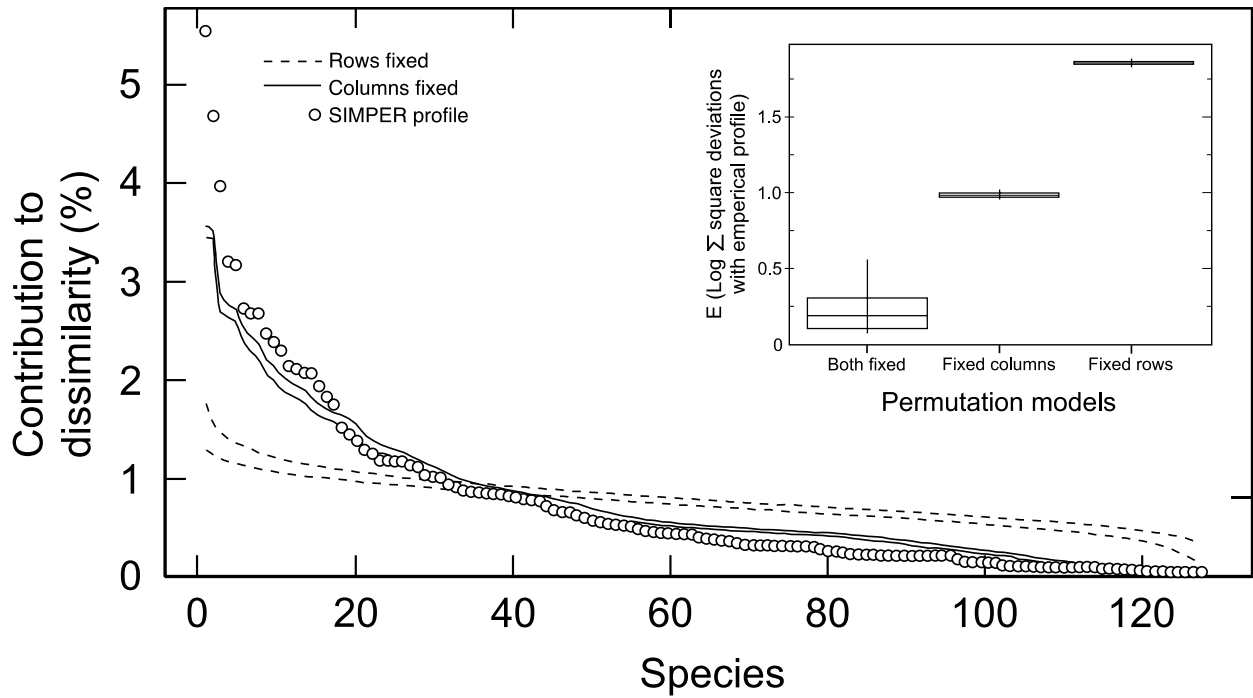 Rows fixed
Columns fixed
SIMPER profile
Contribution to
dissimilarity (%)
5
4
3
2
1
0
0
20
40
60
80
100
120
Species
E (Log Σ square deviations
with emperical profile)
1.5
1.0
0.5
0
Both fixed
Fixed columns
Fixed rows
Permutation models